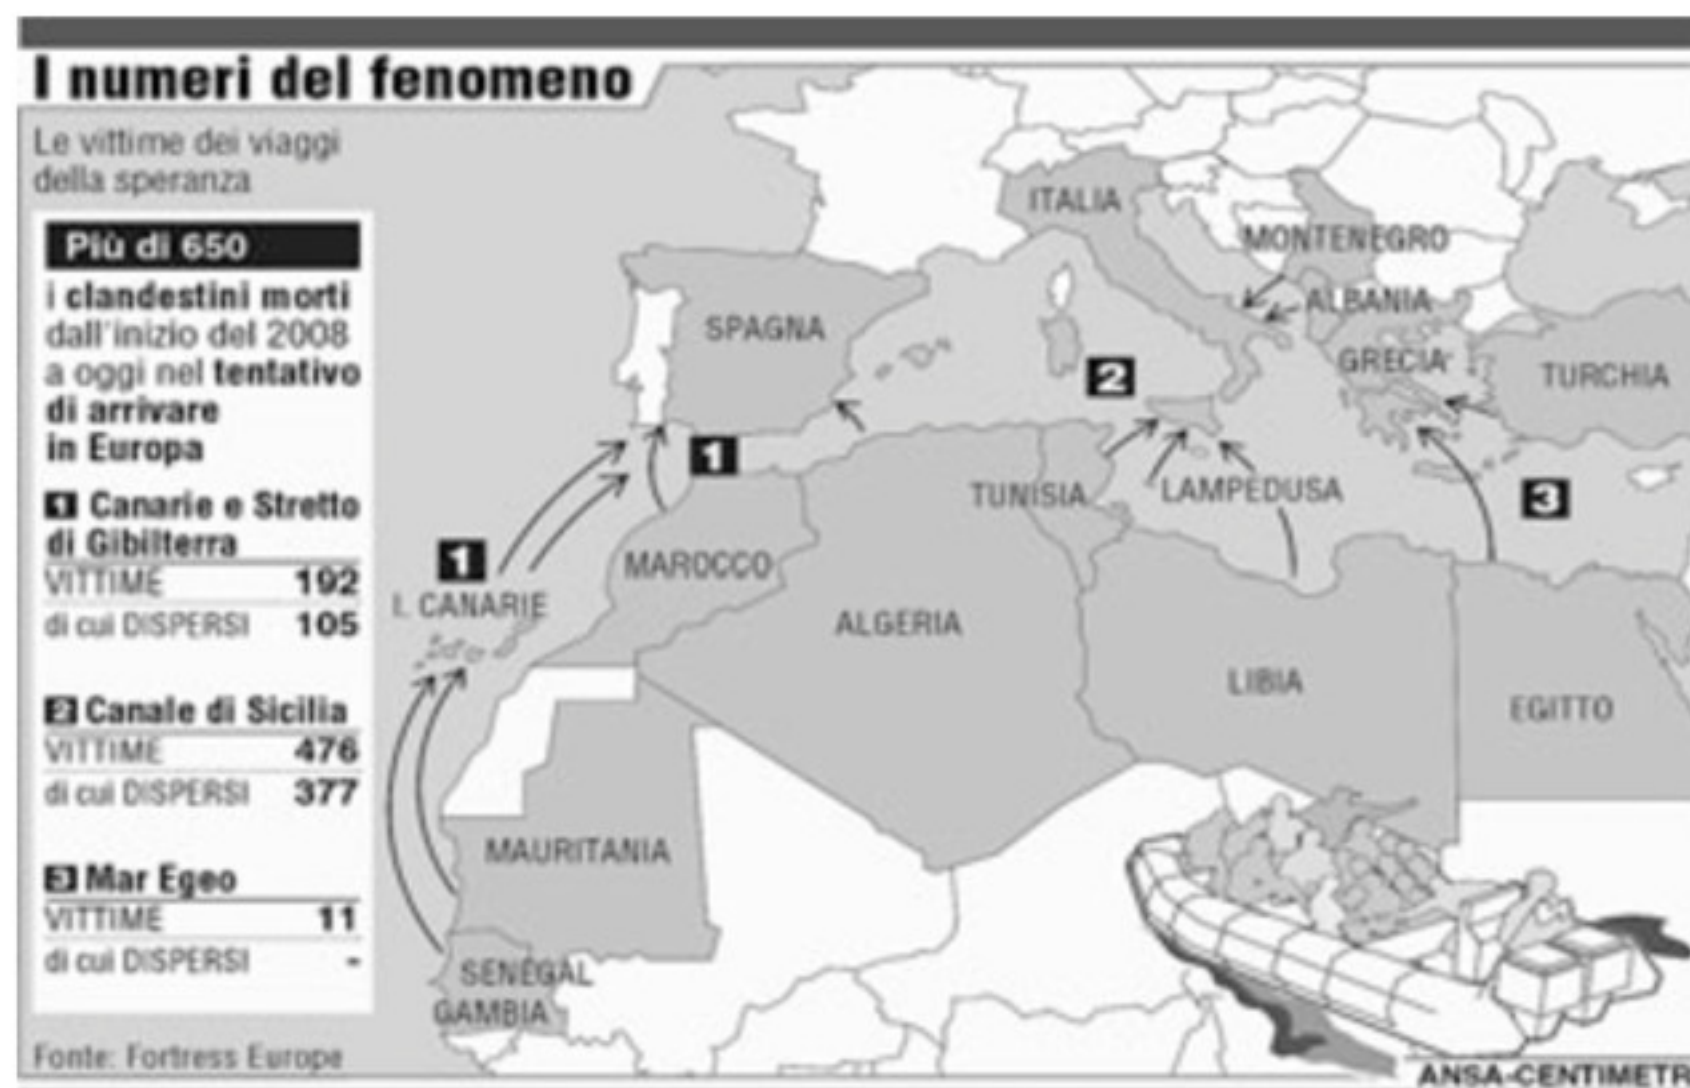 I numeri del fenomeno
Le vittime dei viaggi
della speranza
Più di 650
i clandestini morti
dall'inizio del 2008
a oggi nel tentativo
di arrivare
in Europa
1 Canarie e Stretto
di Gibilterra
VITTIME 192
di cui DISPERSI 105
2 Canale di Sicilia
VITTIME 476
di cui DISPERSI 377
3 Mar Egeo
VITTIME 11
di cui DISPERSI -
Fonte: Fortress Europe
ITALIA
MONTENEGRO
ALBANIA
SPAGNA
GRECIA
TURCHIA
2
1
TUNISIA
LAMPEDUSA
3
1
MAROCCO
I. CANARIE
ALGERIA
LIBIA
EGITTO
MAURITANIA
SENEGAL
GAMBIA
ANSA-CENTIMETR